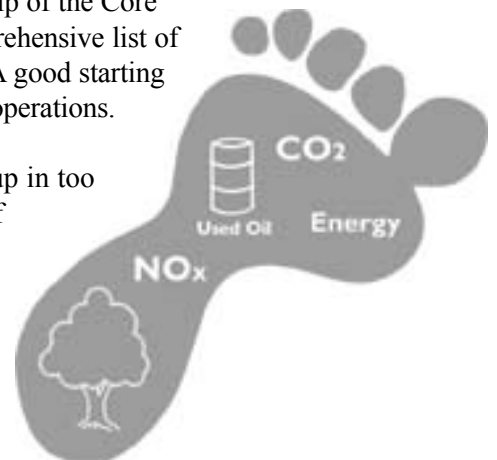 up of the Core
rehensive list of
A good starting
operations.
up in too
f
CO2
Used Oil
Energy
NOx